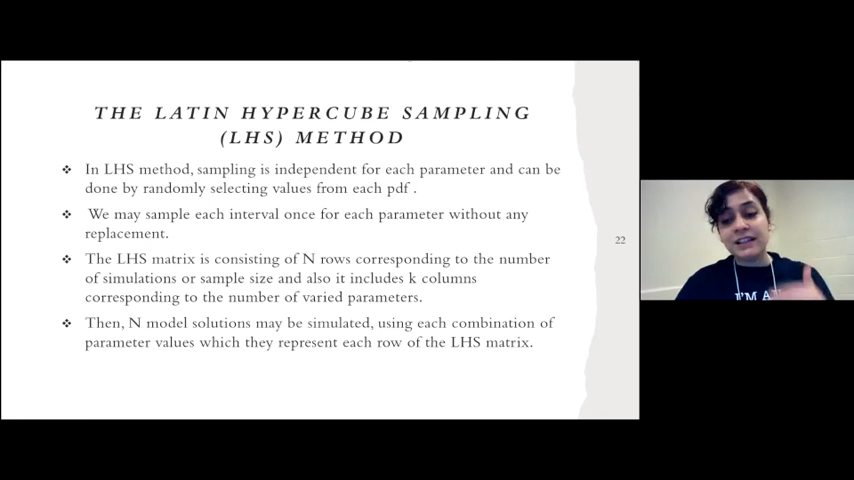 THE LATIN HYPERCUBE SAMPLING
(LHS) METHOD
❖ In LHS method, sampling is independent for each parameter and can be
done by randomly selecting values from each pdf .
❖ We may sample each interval once for each parameter without any
replacement.
❖ The LHS matrix is consisting of N rows corresponding to the number
of simulations or sample size and also it includes k columns
corresponding to the number of varied parameters.
❖ Then, N model solutions may be simulated, using each combination of
parameter values which they represent each row of the LHS matrix.
22
I'M A